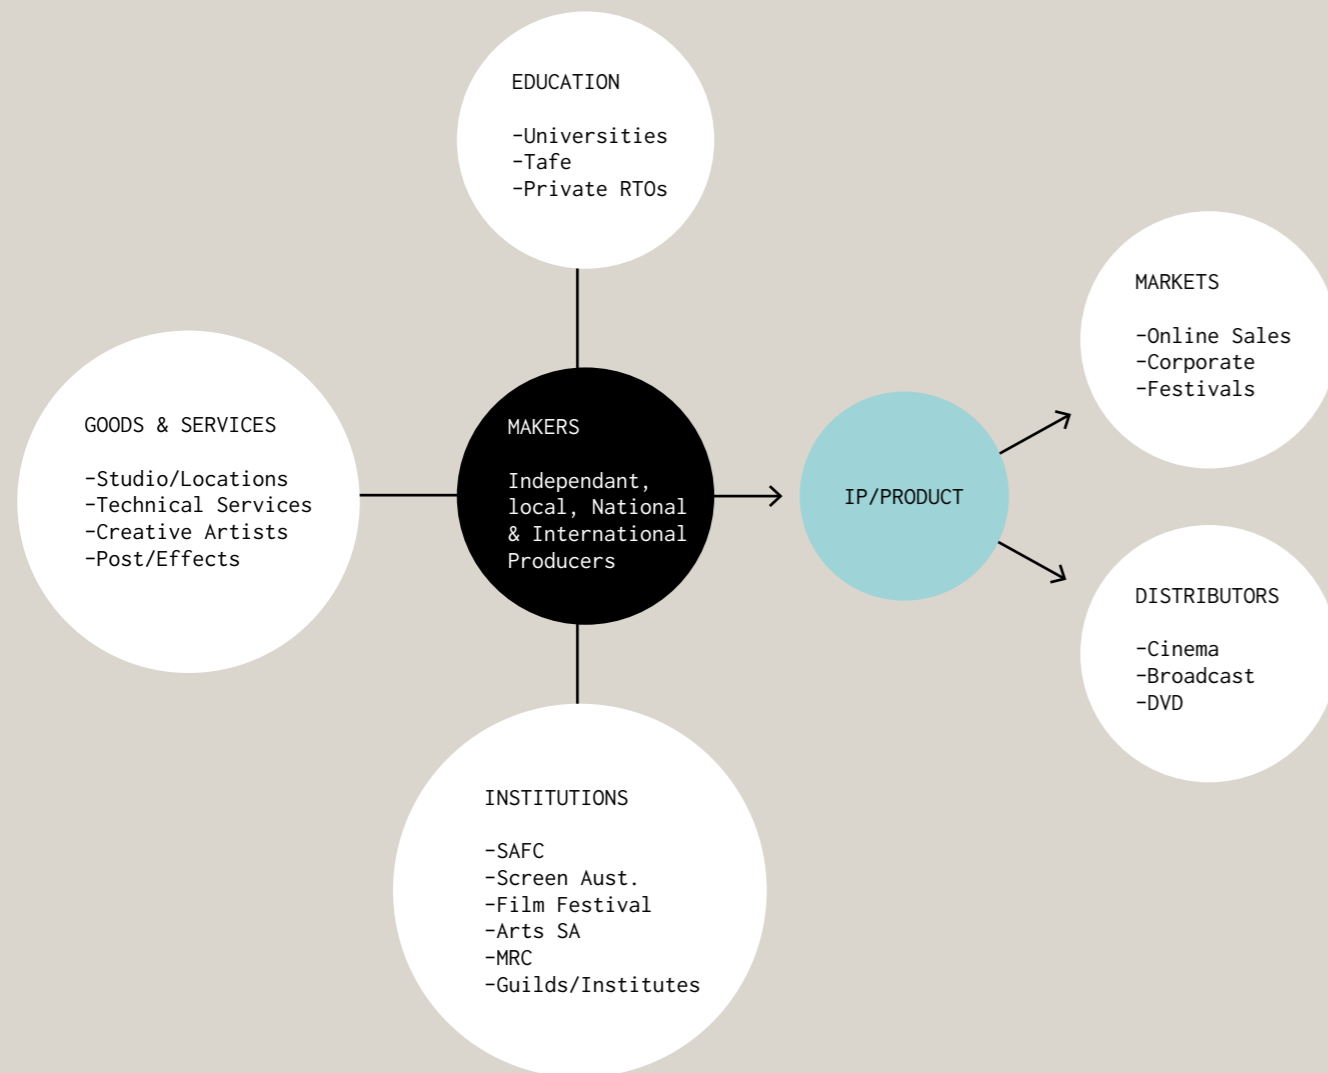 EDUCATION
-Universities
-Tafe
-Private RTOs
MARKETS
-Online Sales
-Corporate
-Festivals
GOODS & SERVICES
-Studio/Locations
-Technical Services
-Creative Artists
-Post/Effects
MAKERS
Independant,
local, National
& International
Producers
IP/PRODUCT
DISTRIBUTORS
-Cinema
-Broadcast
-DVD
INSTITUTIONS
-SAFC
-Screen Aust.
-Film Festival
-Arts SA
-MRC
-Guilds/Institutes